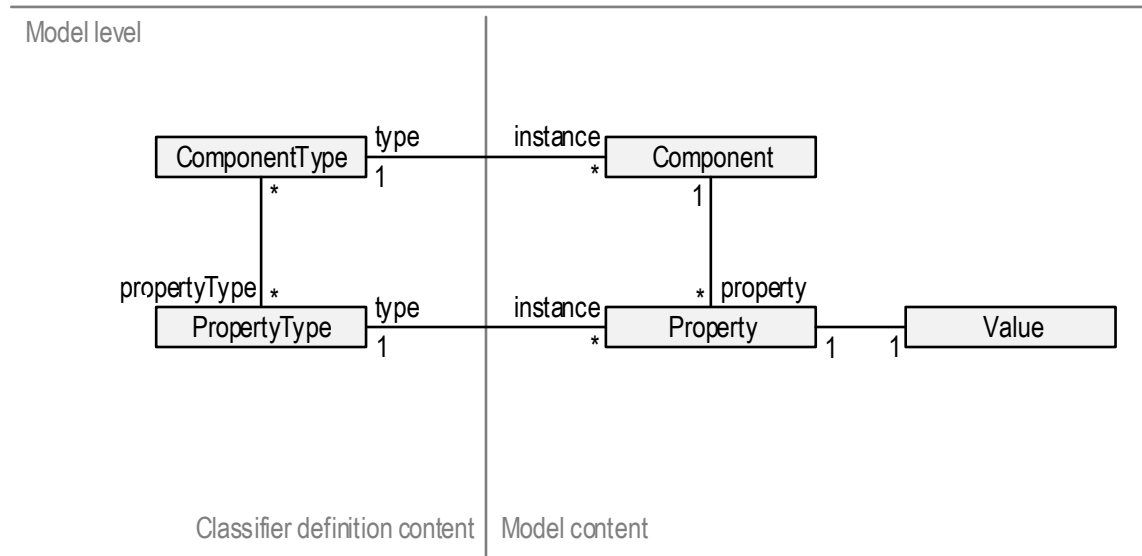 Model level
type
instance
ComponentType
Component
1
*
*
1
propertyType
*
type
instance
*
property
PropertyType
Property
Value
1
*
1
1
Classifier definition content
Model content